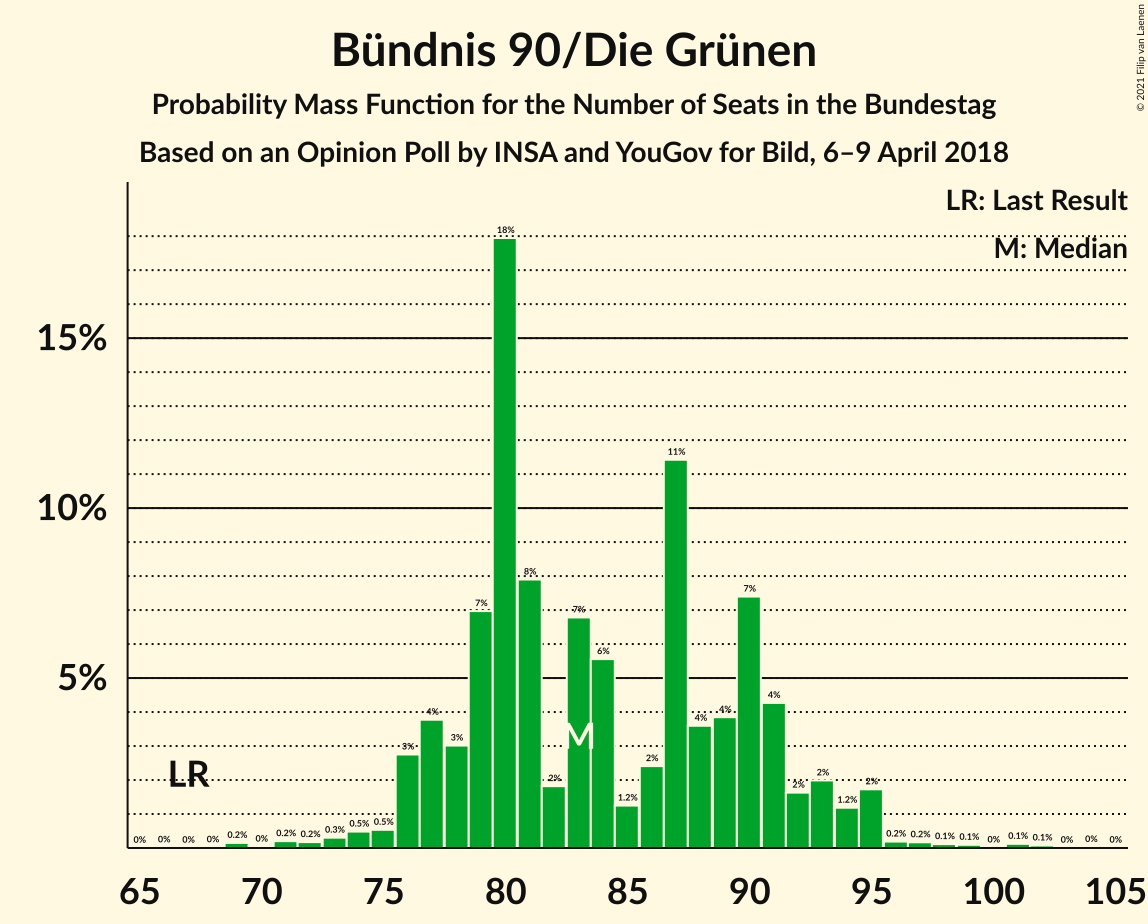 Bündnis 90/Die Grünen
Probability Mass Function for the Number of Seats in the Bundestag
Based on an Opinion Poll by INSA and YouGov for Bild, 6–9 April 2018
© 2021 Filip van Laenen
LR: Last Result
M: Median
15%
10%
5%
0% 0% 0% 0% 0.2% 0% 0.2% 0.2% 0.3% 0.5% 0.5% 3% 4% 3% 7% 18% 8% 2% 7% 6% 1.2% 2% 11% 4% 4% 7% 4% 2% 2% 1.2% 2% 0.2% 0.2% 0.1% 0.1% 0% 0.1% 0.1% 0% 0% 0%
LR
M
65 70 75 80 85 90 95 100 105